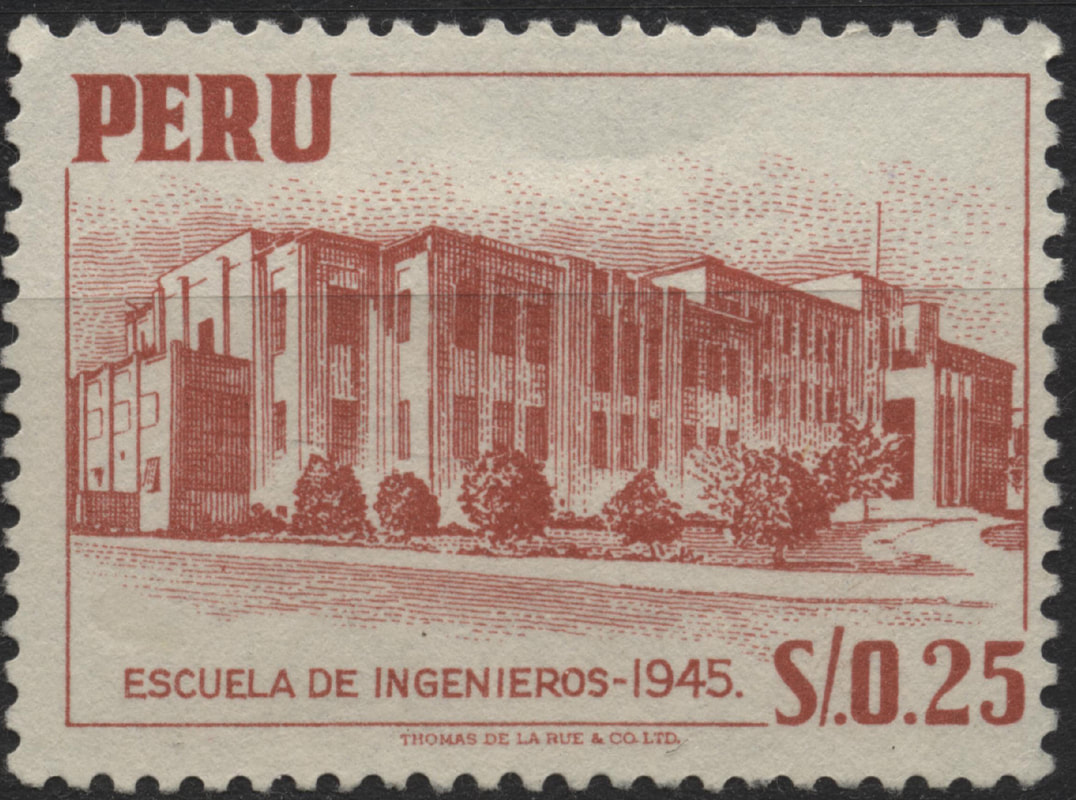 PERU
ESCUELA DE INGENIEROS-1945.
S/.0.25
THOMAS DE LA RUE & CO. LTD.